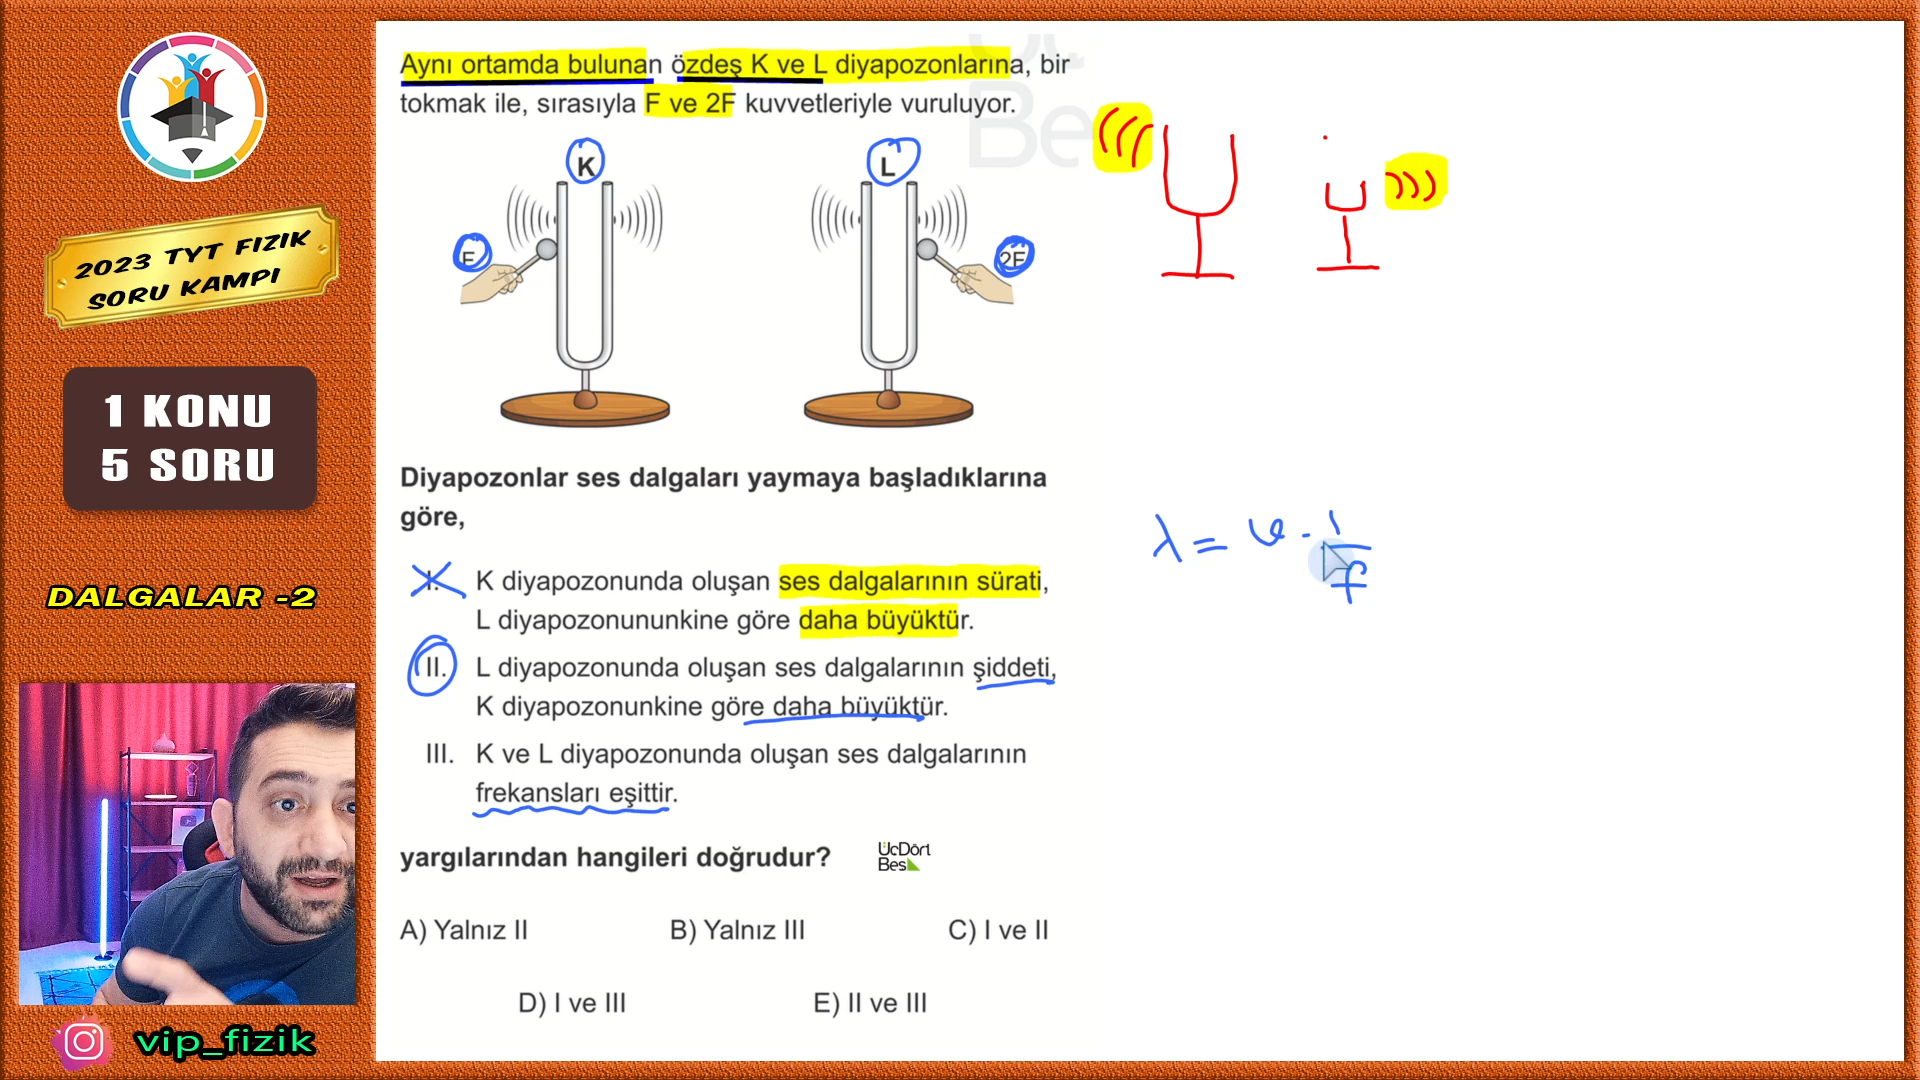 2023 TYT FIZIK
SORU KAMPI
1 KONU
5 SORU
DALGALAR -2
vip_fizik
Aynı ortamda bulunan özdeş K ve L diyapozonlarına, bir
tokmak ile, sırasıyla F ve 2F kuvvetleriyle vuruluyor.
K
L
F
2F
Diyapozonlar ses dalgaları yaymaya başladıklarına
göre,
I. K diyapozonunda oluşan ses dalgalarının sürati,
L diyapozonununkine göre daha büyüktür.
II. L diyapozonunda oluşan ses dalgalarının şiddeti,
K diyapozonunkine göre daha büyüktür.
III. K ve L diyapozonunda oluşan ses dalgalarının
frekansları eşittir.
yargılarından hangileri doğrudur?
ÜçDört
Beş
A) Yalnız II
B) Yalnız III
C) I ve II
D) I ve III
E) II ve III
λ = v . 1/f